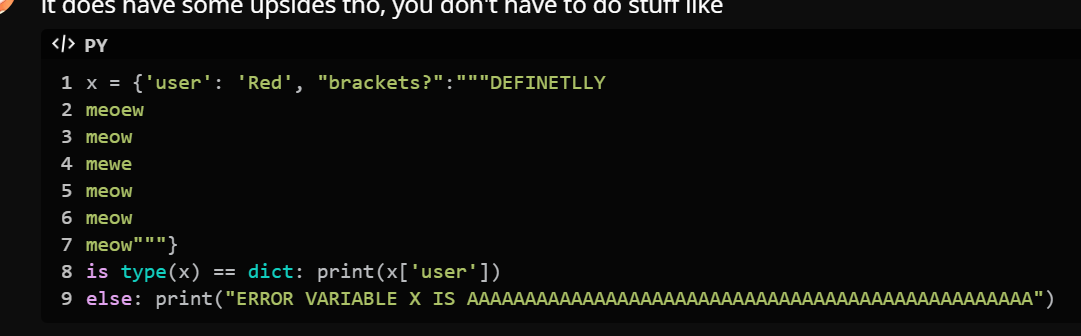 it does have some upsides tho, you don't have to do stuff like
</> PY
1 x = {'user': 'Red', "brackets?":"""DEFINETLLY
2 meoew
3 meow
4 mewe
5 meow
6 meow
7 meow"""}
8 is type(x) == dict: print(x['user'])
9 else: print("ERROR VARIABLE X IS AAAAAAAAAAAAAAAAAAAAAAAAAAAAAAAAAAAAAAAAAAAAAAAAA")